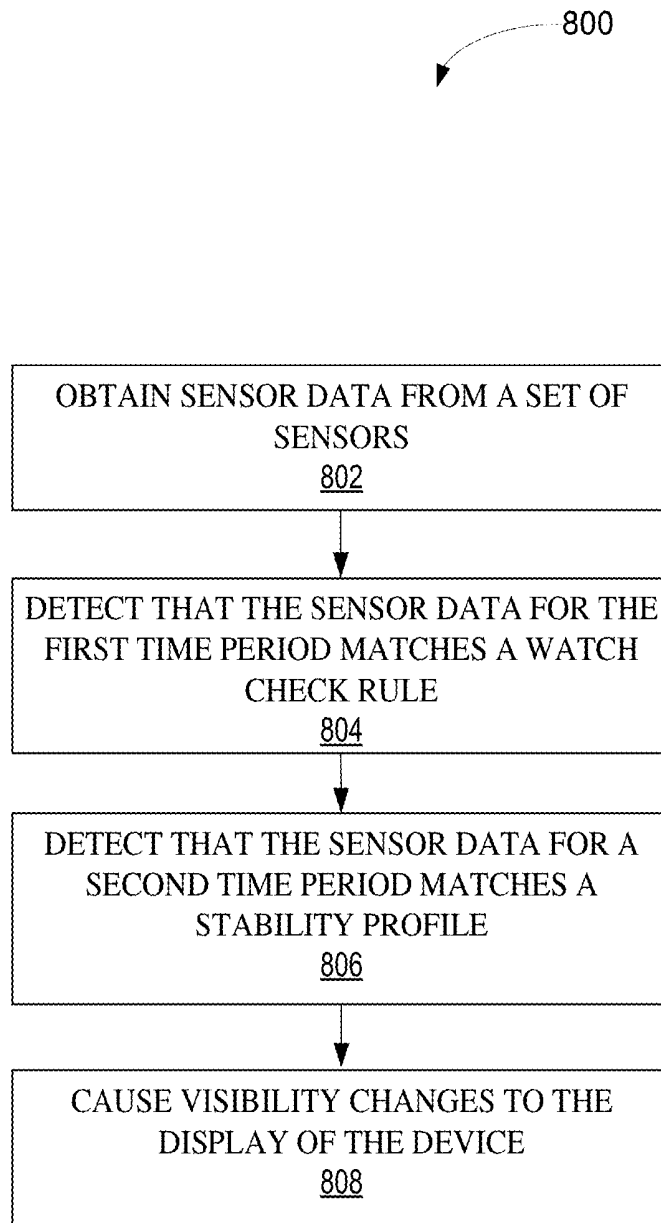 800
OBTAIN SENSOR DATA FROM A SET OF
SENSORS
802
DETECT THAT THE SENSOR DATA FOR THE
FIRST TIME PERIOD MATCHES A WATCH
CHECK RULE
804
DETECT THAT THE SENSOR DATA FOR A
SECOND TIME PERIOD MATCHES A
STABILITY PROFILE
806
CAUSE VISIBILITY CHANGES TO THE
DISPLAY OF THE DEVICE
808